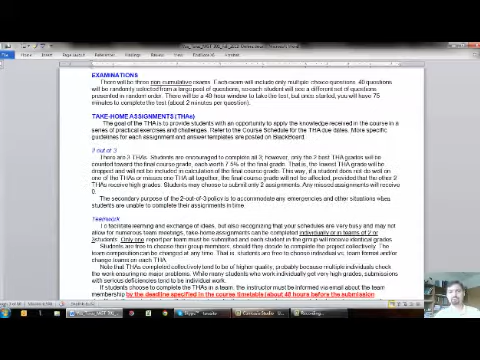 EXAMINATIONS
There will be three non cumulative exams. Each exam will include only multiple choice questions. 40 questions
will be randomly selected from a large pool of questions, so each student will see a different set of questions
presented in random order. There will be a 48 hour window to take the test, but once started, you will have 75
minutes to complete the test (about 2 minutes per question).
TAKE-HOME ASSIGNMENTS (THAs)
The goal of the THA is to provide students with an opportunity to apply the knowledge received in the course in a
series of practical exercises and challenges. Refer to the Course Schedule for the THA due dates. More specific
guidelines for each assignment and answer templates are posted on Blackboard.
2 out of 3
There are 3 THAs. Students are encouraged to complete all 3; however, only the 2 best THA grades will be
counted toward the final course grade, each worth 7.5% of the final grade. That is, the lowest THA grade will be
dropped and will not be included in calculation of the final course grade. This way, if a student does not do well on
one of the THAs or misses one THA all together, the final course grade will not be affected, provided that the other 2
THAs receive high grades. Students may choose to submit only 2 assignments. Any missed assignments will receive
0.
The secondary purpose of the 2-out-of-3 policy is to accommodate any emergencies and other situations when
students are unable to complete their assignments in time.
Teamwork
To facilitate learning and exchange of ideas, but also recognizing that your schedules are very busy and may not
allow for numerous team meetings, take-home assignments can be completed individually or in teams of 2 or
3 students. Only one report per team must be submitted and each student in the group will receive identical grades.
Students are free to choose their group members, should they decide to complete the project collectively. The
team composition can be changed at any time. That is, students are free to choose individual vs. team format and/or
change teams on each THA.
Note that THAs completed collectively tend to be of higher quality, probably because multiple individuals check
the work ensuring no major problems. While many students who work individually get very high grades, submissions
with serious deficiencies tend to be individual work.
If students choose to complete the THAs in a team, the instructor must be informed via email about the team
membership by the deadline specified in the course timetable (about 48 hours before the submission